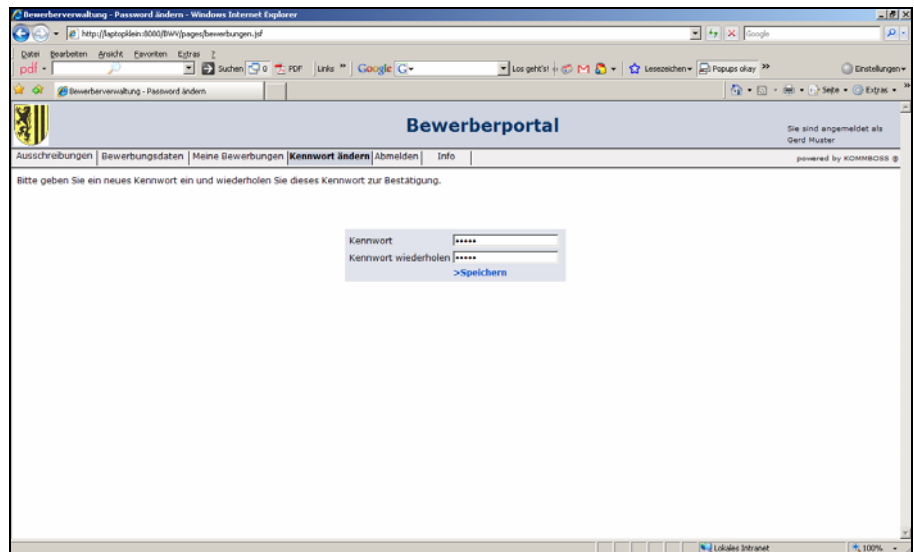 Bewerberverwaltung - Password ändern - Windows Internet Explorer
http://laptopklein:8080/BWV/pages/bewerbungen.jsf
Google
Datei Bearbeiten Ansicht Favoriten Extras ?
pdf Suchen 0 PDF Links » Google G Los geht's! Lesezeichen Popups okay » Einstellungen
Bewerberverwaltung - Password ändern
Seite Extras »
Bewerberportal
Sie sind angemeldet als
Gerd Muster
Ausschreibungen Bewerbungsdaten Meine Bewerbungen Kennwort ändern Abmelden Info
powered by KOMMBOSS ®
Bitte geben Sie ein neues Kennwort ein und wiederholen Sie dieses Kennwort zur Bestätigung.
Kennwort •••••
Kennwort wiederholen •••••
>Speichern
Lokales Intranet 100%